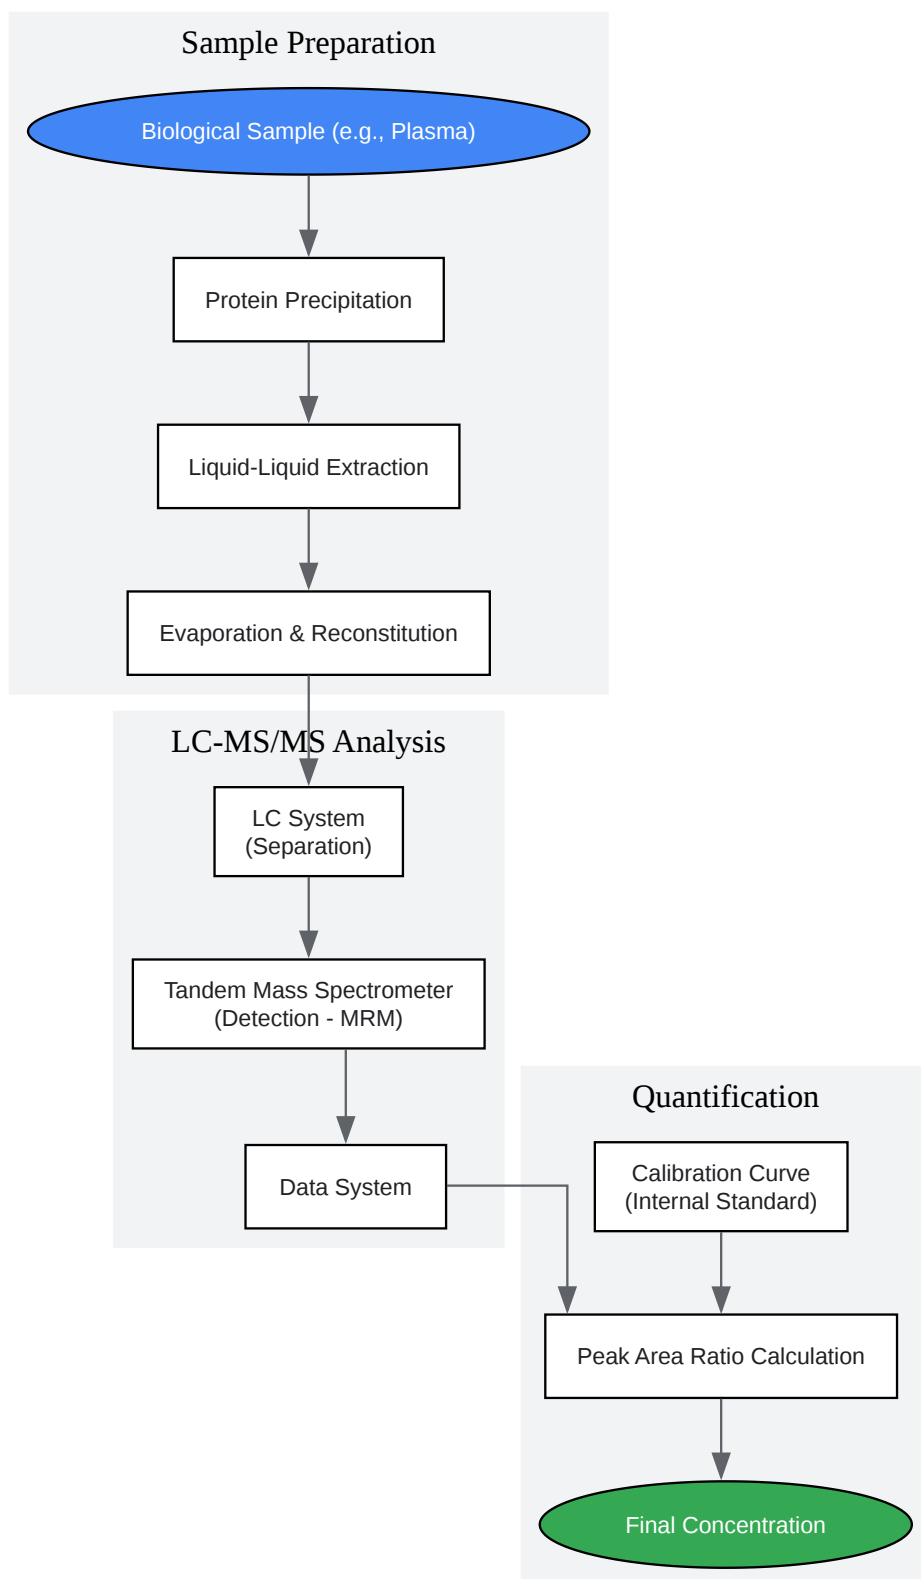 Sample Preparation
Biological Sample (e.g., Plasma)
Protein Precipitation
Liquid-Liquid Extraction
Evaporation & Reconstitution
LC-MS/MS Analysis
LC System
(Separation)
Tandem Mass Spectrometer
(Detection - MRM)
Data System
Quantification
Calibration Curve
(Internal Standard)
Peak Area Ratio Calculation
Final Concentration